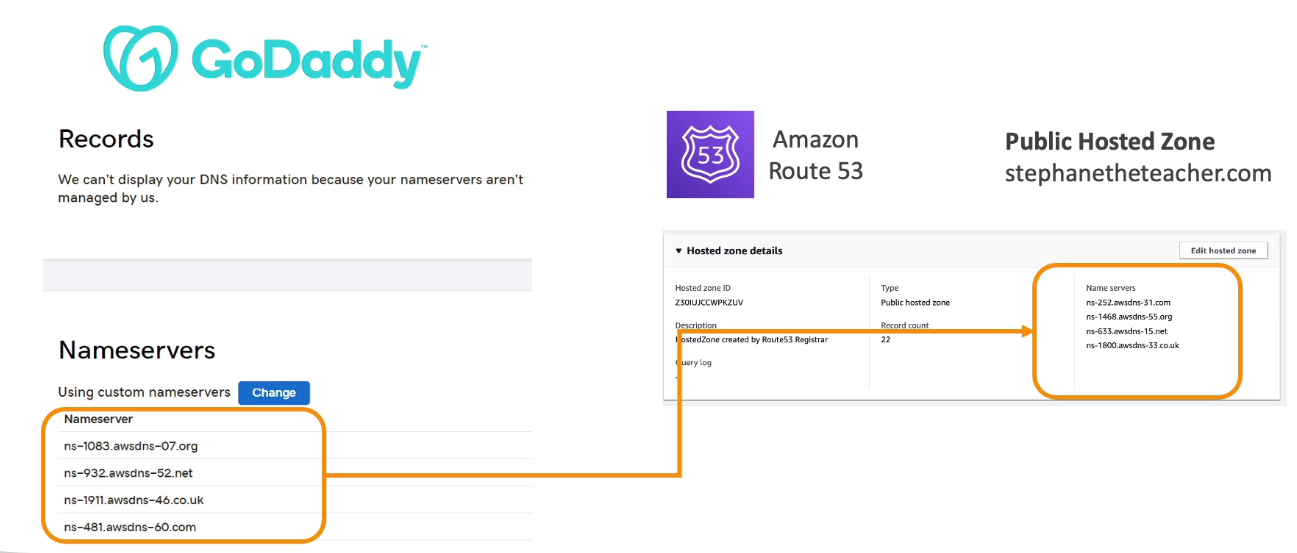 GoDaddy™
Records
We can't display your DNS information because your nameservers aren't
managed by us.
Nameservers
Using custom nameservers Change
Nameserver
ns-1083.awsdns-07.org
ns-932.awsdns-52.net
ns-1911.awsdns-46.co.uk
ns-481.awsdns-60.com
53
Amazon
Route 53
Public Hosted Zone
stephanetheteacher.com
▼ Hosted zone details
Edit hosted zone
Hosted zone ID
Z30IUJCCWPKZUV
Description
HostedZone created by Route53 Registrar
Query log
-
Type
Public hosted zone
Record count
22
Name servers
ns-252.awsdns-31.com
ns-1468.awsdns-55.org
ns-633.awsdns-15.net
ns-1800.awsdns-33.co.uk